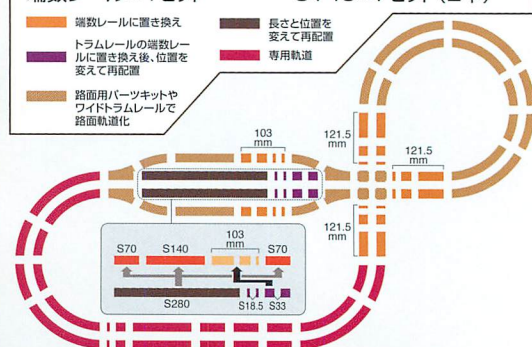 端数レールに置き換え
トラムレールの端数レー
ルに置き換え後、位置を
変えて再配置
路面用パーツキットや
ワイドトラムレールで
路面軌道化
長さと位置を
変えて再配置
専用軌道
103
mm
121.5
mm
121.5
mm
121.5
mm
S70
S140
103
mm
S70
S280
S18.5
S33